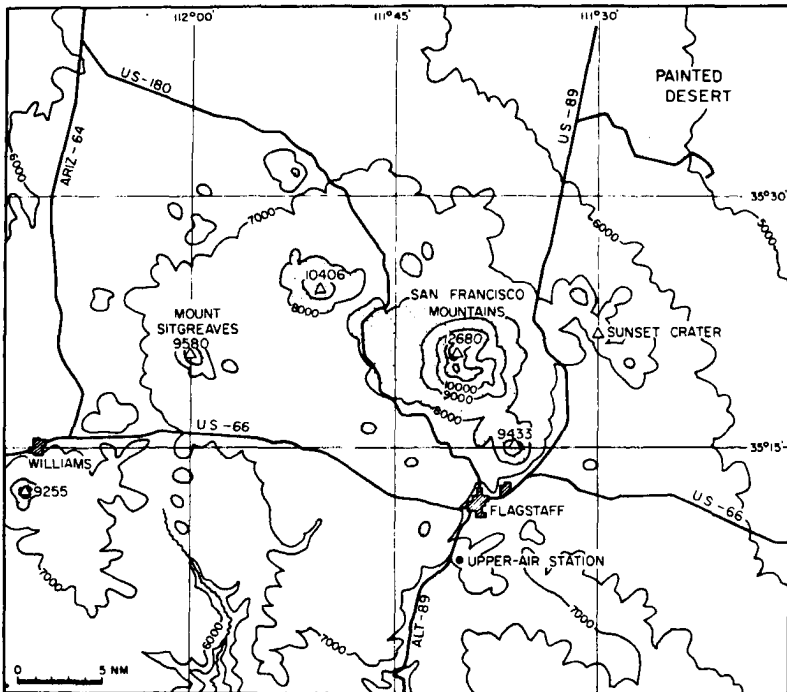 112°00'
111°45'
111°30'
US-180
ARIZ-64
US-89
PAINTED
DESERT
6000
7000
6000
5000
35°30'
10406
8000
MOUNT
SITGREAVES
9580
SAN FRANCISCO
MOUNTAINS
12680
10000
9000
8000
SUNSET CRATER
US-66
9433
35°15'
WILLIAMS
9255
FLAGSTAFF
US-66
UPPER-AIR STATION
7000
6000
7000
ALT-89
7000
0 5 NM